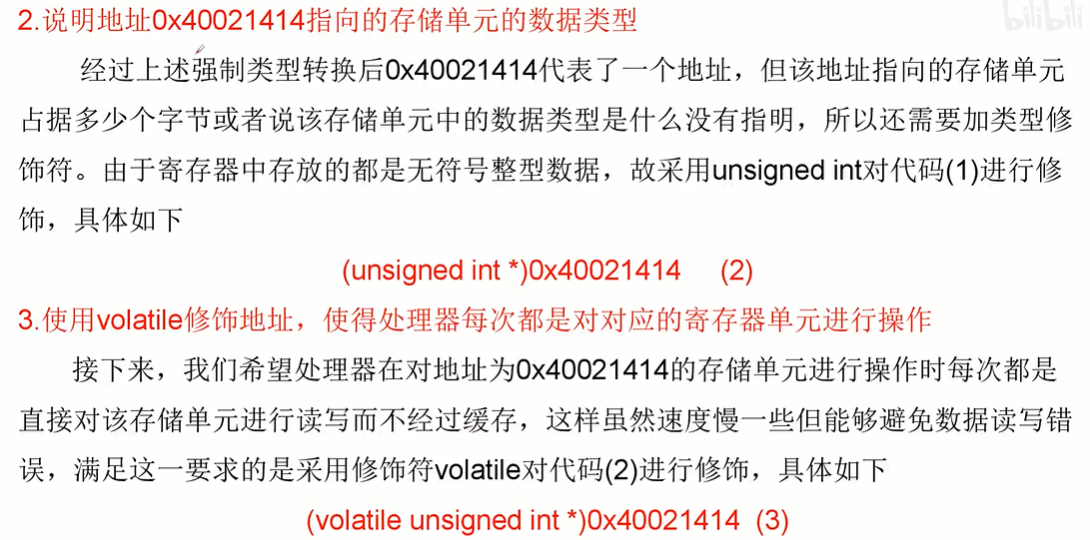 bilibili
2.说明地址0x40021414指向的存储单元的数据类型
经过上述强制类型转换后0x40021414代表了一个地址，但该地址指向的存储单元
占据多少个字节或者说该存储单元中的数据类型是什么没有指明，所以还需要加类型修
饰符。由于寄存器中存放的都是无符号整型数据，故采用unsigned int对代码(1)进行修
饰，具体如下
(unsigned int *)0x40021414 (2)
3.使用volatile修饰地址，使得处理器每次都是对对应的寄存器单元进行操作
接下来，我们希望处理器在对地址为0x40021414的存储单元进行操作时每次都是
直接对该存储单元进行读写而不经过缓存，这样虽然速度慢一些但能够避免数据读写错
误，满足这一要求的是采用修饰符volatile对代码(2)进行修饰，具体如下
(volatile unsigned int *)0x40021414 (3)